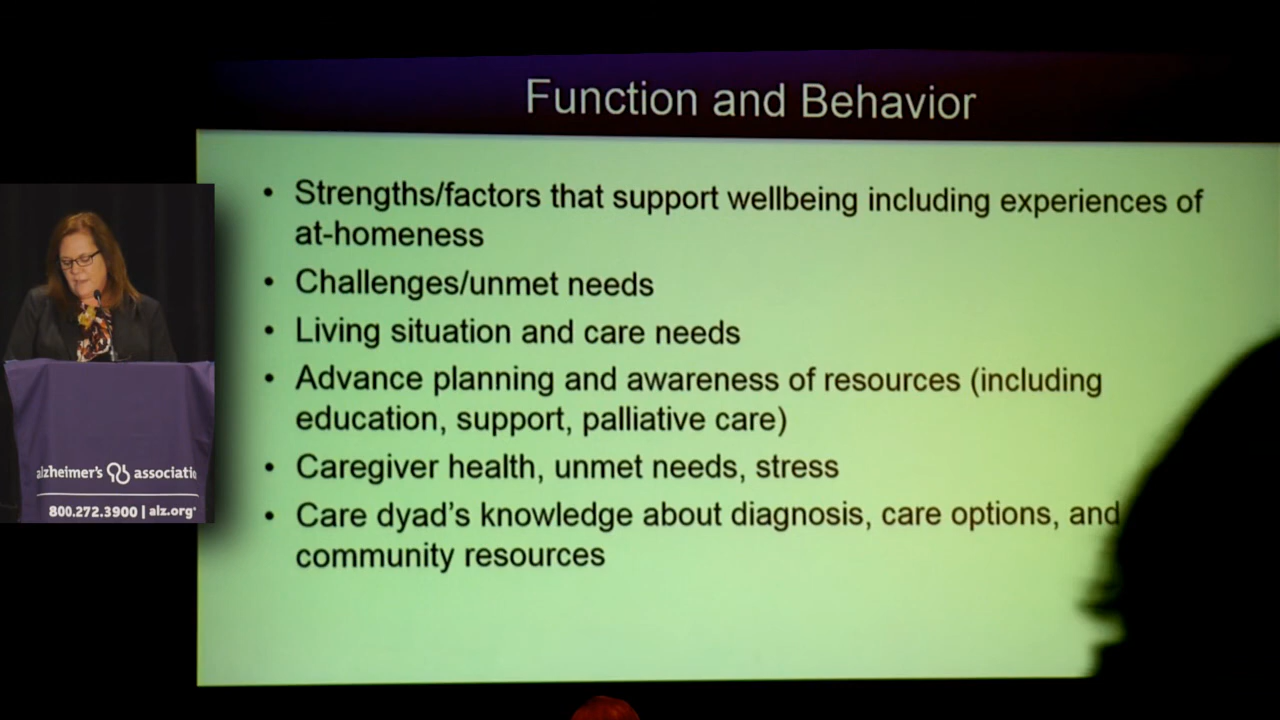 Function and Behavior
• Strengths/factors that support wellbeing including experiences of
at-homeness
• Challenges/unmet needs
• Living situation and care needs
• Advance planning and awareness of resources (including
education, support, palliative care)
• Caregiver health, unmet needs, stress
• Care dyad's knowledge about diagnosis, care options, and
community resources
alzheimer's associati
800.272.3900 | alz.org